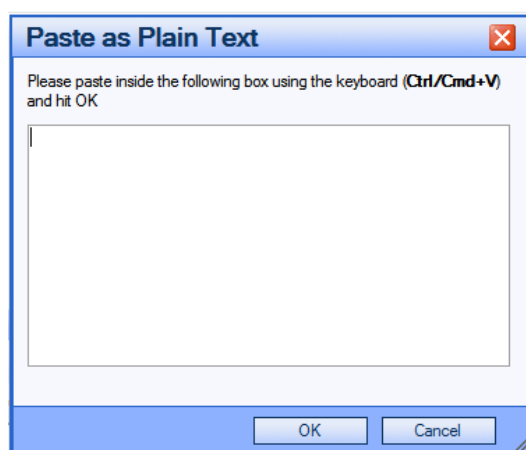 Paste as Plain Text
Please paste inside the following box using the keyboard (Ctrl/Cmd+V)
and hit OK
OK
Cancel